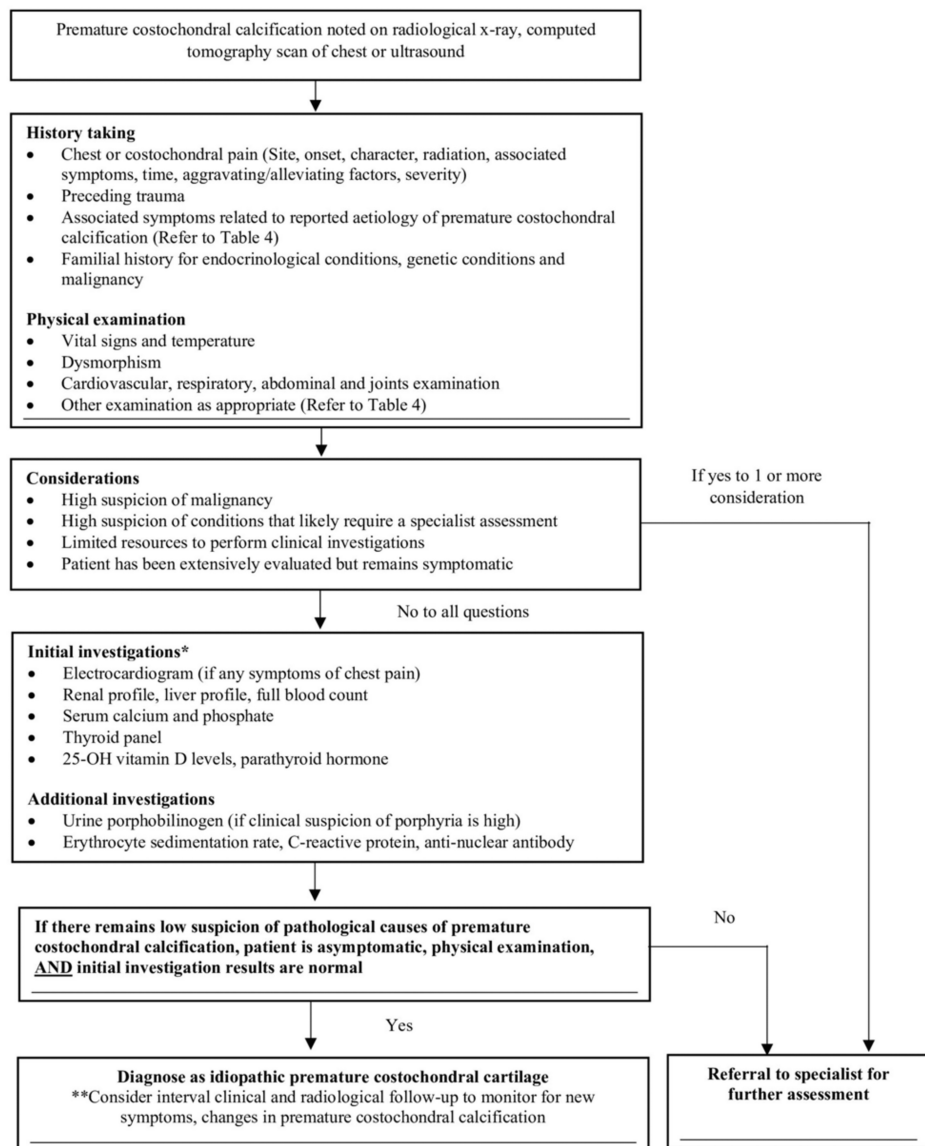 Premature costochondral calcification noted on radiological x-ray, computed
tomography scan of chest or ultrasound
History taking
• Chest or costochondral pain (Site, onset, character, radiation, associated
symptoms, time, aggravating/alleviating factors, severity)
• Preceding trauma
• Associated symptoms related to reported aetiology of premature costochondral
calcification (Refer to Table 4)
• Familial history for endocrinological conditions, genetic conditions and
malignancy
Physical examination
• Vital signs and temperature
• Dysmorphism
• Cardiovascular, respiratory, abdominal and joints examination
• Other examination as appropriate (Refer to Table 4)
Considerations
• High suspicion of malignancy
• High suspicion of conditions that likely require a specialist assessment
• Limited resources to perform clinical investigations
• Patient has been extensively evaluated but remains symptomatic
If yes to 1 or more
consideration
No to all questions
Initial investigations*
• Electrocardiogram (if any symptoms of chest pain)
• Renal profile, liver profile, full blood count
• Serum calcium and phosphate
• Thyroid panel
• 25-OH vitamin D levels, parathyroid hormone
Additional investigations
• Urine porphobilinogen (if clinical suspicion of porphyria is high)
• Erythrocyte sedimentation rate, C-reactive protein, anti-nuclear antibody
If there remains low suspicion of pathological causes of premature
costochondral calcification, patient is asymptomatic, physical examination,
AND initial investigation results are normal
No
Yes
Diagnose as idiopathic premature costochondral cartilage
**Consider interval clinical and radiological follow-up to monitor for new
symptoms, changes in premature costochondral calcification
Referral to specialist for
further assessment